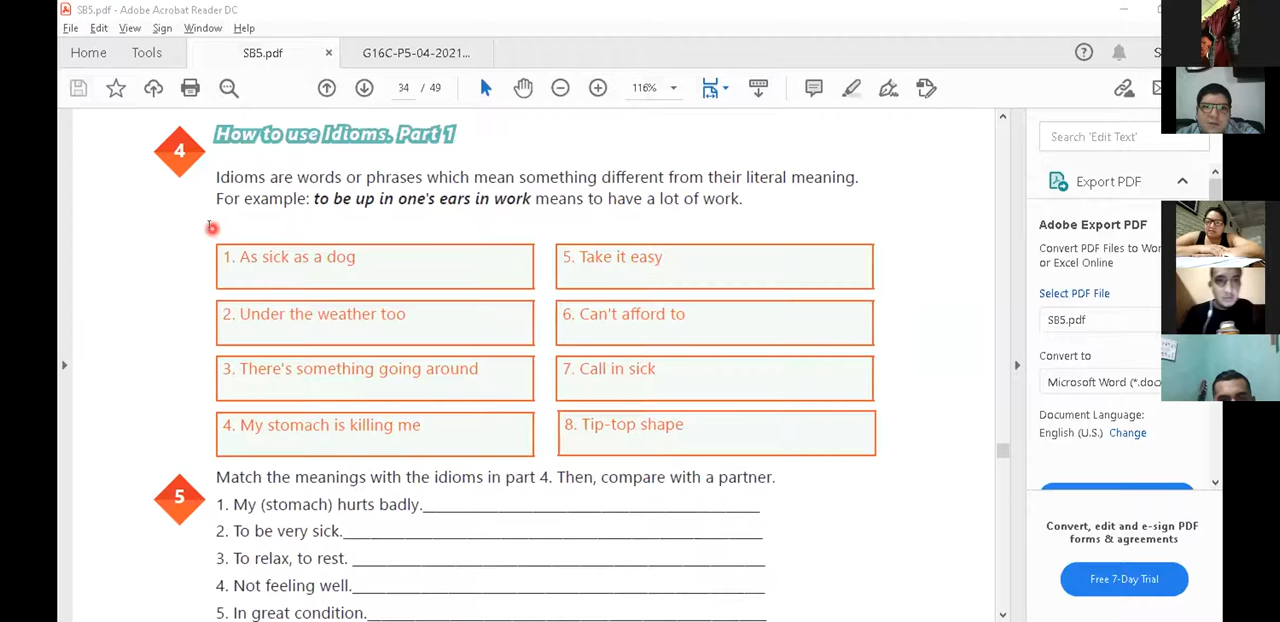 SB5.pdf - Adobe Acrobat Reader DC
File Edit View Sign Window Help
Home Tools SB5.pdf × G16C-P5-04-2021...
34 / 49 116%
4 How to use Idioms. Part 1
Idioms are words or phrases which mean something different from their literal meaning.
For example: to be up in one's ears in work means to have a lot of work.
1. As sick as a dog
2. Under the weather too
3. There's something going around
4. My stomach is killing me
5. Take it easy
6. Can't afford to
7. Call in sick
8. Tip-top shape
5 Match the meanings with the idioms in part 4. Then, compare with a partner.
1. My (stomach) hurts badly.
2. To be very sick.
3. To relax, to rest.
4. Not feeling well.
5. In great condition.
Search 'Edit Text'
Export PDF
Adobe Export PDF
Convert PDF Files to
or Excel Online
Select PDF File
SB5.pdf
Convert to
Microsoft Word
Document Language:
English (U.S.) Change
Convert, edit and e-sign PDF
forms & agreements
Free 7-Day Trial